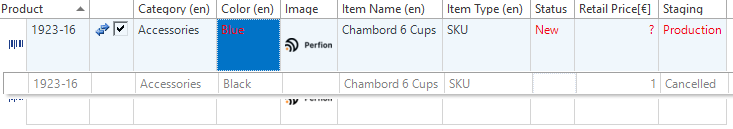 Product Category (en) Color (en) Image Item Name (en) Item Type (en) Status Retail Price[€] Staging
1923-16 Accessories Blue Perfion Chambord 6 Cups SKU New ? Production
1923-16 Accessories Black Chambord 6 Cups SKU 1 Cancelled